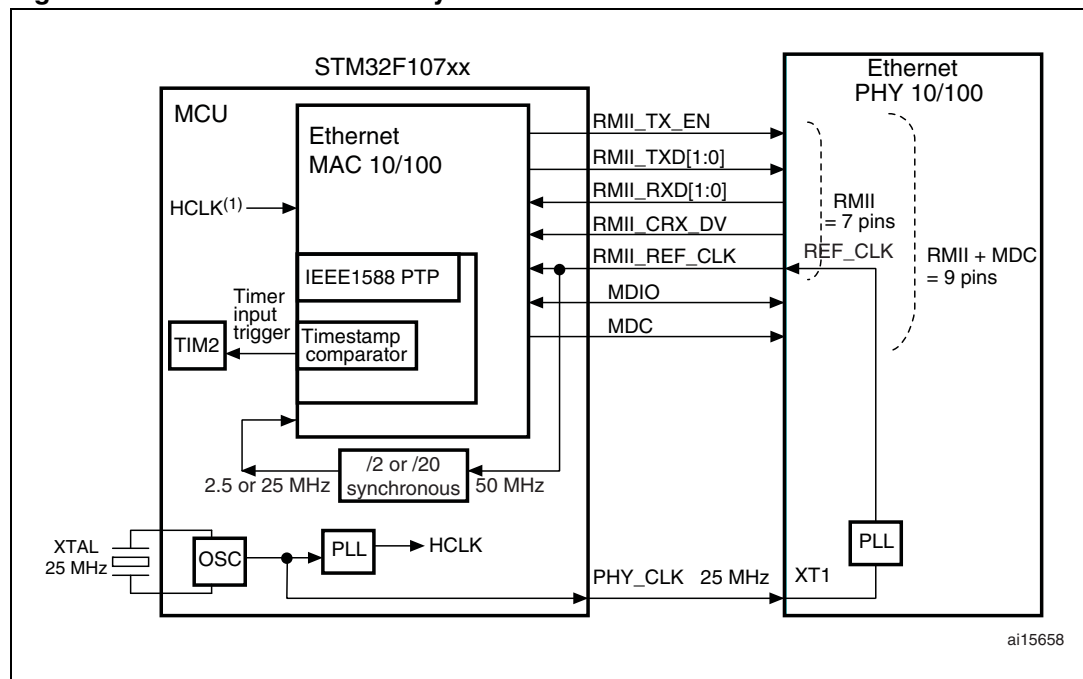 STM32F107xx
Ethernet
PHY 10/100
MCU
Ethernet
MAC 10/100
HCLK(1)
IEEE1588 PTP
Timer
input
trigger
TIM2
Timestamp
comparator
RMII_TX_EN
RMII_TXD[1:0]
RMII_RXD[1:0]
RMII_CRX_DV
RMII_REF_CLK
MDIO
MDC
RMII
= 7 pins
REF_CLK
RMII + MDC
= 9 pins
2.5 or 25 MHz
/2 or /20
synchronous
50 MHz
XTAL
25 MHz
OSC
PLL
HCLK
PHY_CLK 25 MHz
XT1
PLL
ai15658